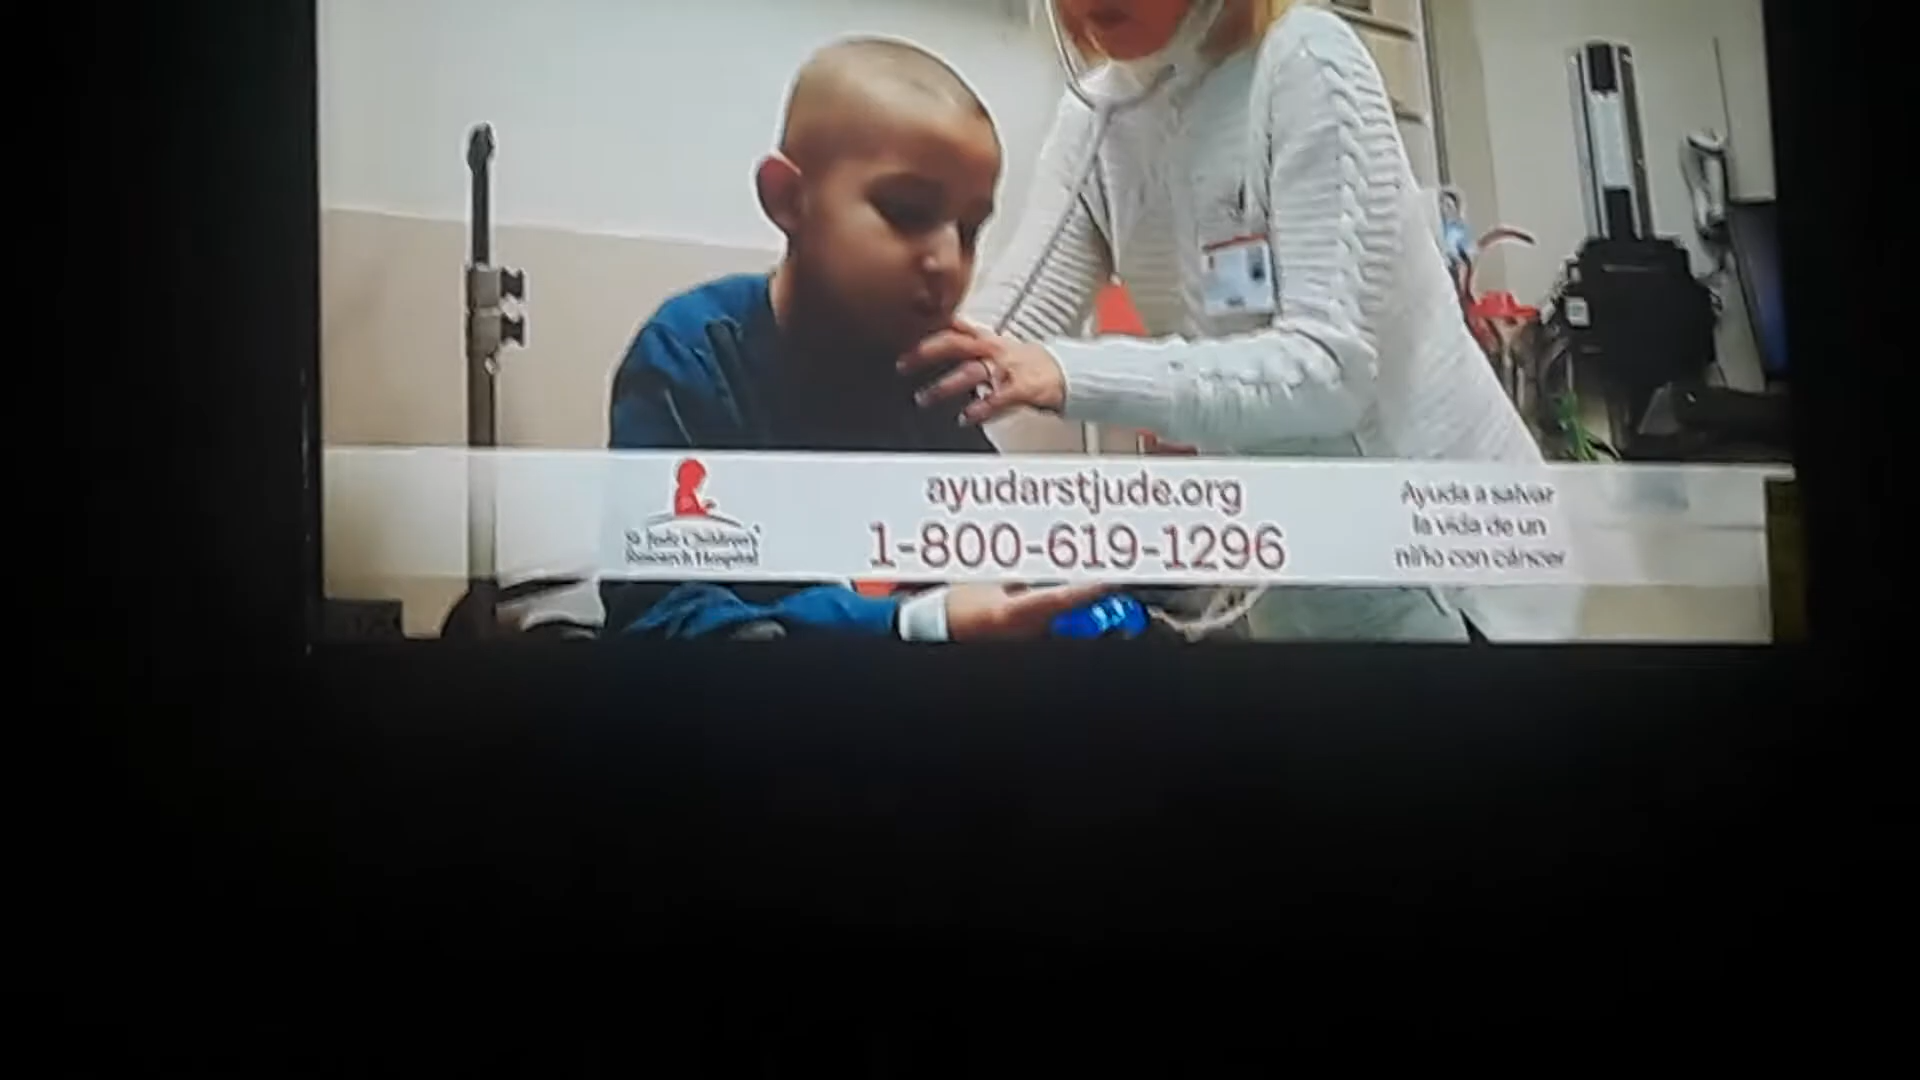 St. Jude Children's
Research Hospital
ayudarstjude.org
1-800-619-1296
Ayuda a salvar
la vida de un
niño con cáncer